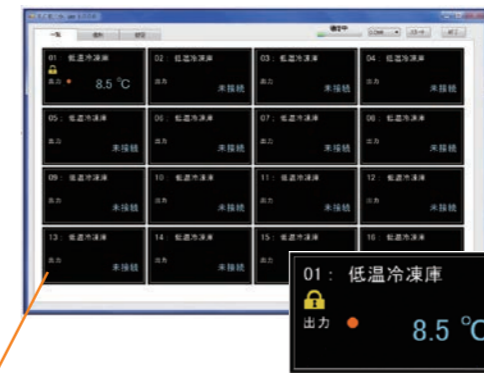 通信中
一覧
COM6
01 : 低温冷凍庫
出力
8.5 °C
02 : 低温冷凍庫
出力
未接続
03 : 低温冷凍庫
出力
未接続
04 : 低温冷凍庫
出力
未接続
05 : 低温冷凍庫
出力
未接続
06 : 低温冷凍庫
出力
未接続
07 : 低温冷凍庫
出力
未接続
08 : 低温冷凍庫
出力
未接続
09 : 低温冷凍庫
出力
未接続
10 : 低温冷凍庫
出力
未接続
11 : 低温冷凍庫
出力
未接続
12 : 低温冷凍庫
出力
未接続
13 : 低温冷凍庫
出力
未接続
14 : 低温冷凍庫
出力
未接続
15 : 低温冷凍庫
出力
16 : 低温冷凍庫
01 : 低温冷凍庫
出力
8.5 °C